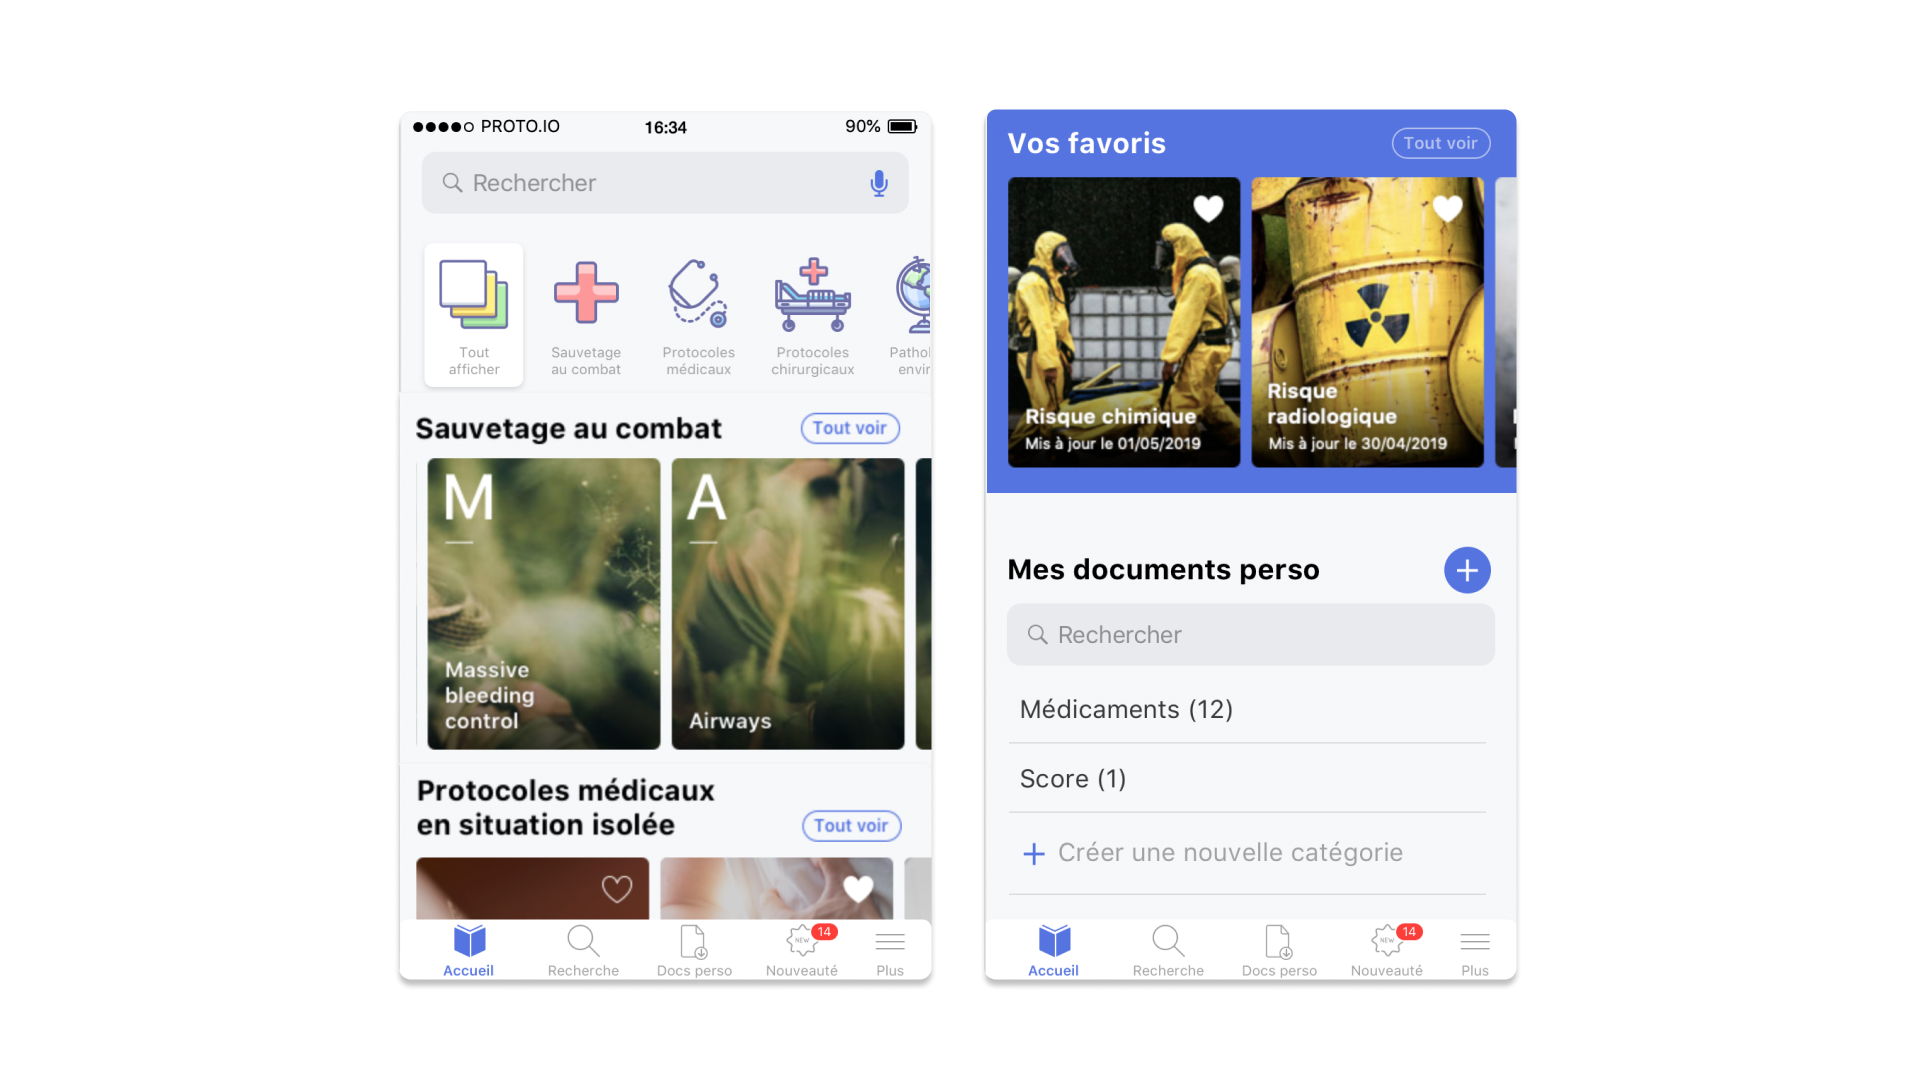 PROTO.IO 16:34 90%
Rechercher
Tout
afficher
Sauvetage
au combat
Protocoles
médicaux
Protocoles
chirurgicaux
Sauvetage au combat Tout voir
M
A
Massive
bleeding
control
Airways
Protocoles médicaux
en situation isolée Tout voir
NEW 14
Accueil Recherche Docs perso Nouveauté Plus
Vos favoris Tout voir
Risque chimique
Mis à jour le 01/05/2019
Risque
radiologique
Mis à jour le 30/04/2019
Mes documents perso
Rechercher
Médicaments (12)
Score (1)
+ Créer une nouvelle catégorie
NEW 14
Accueil Recherche Docs perso Nouveauté Plus